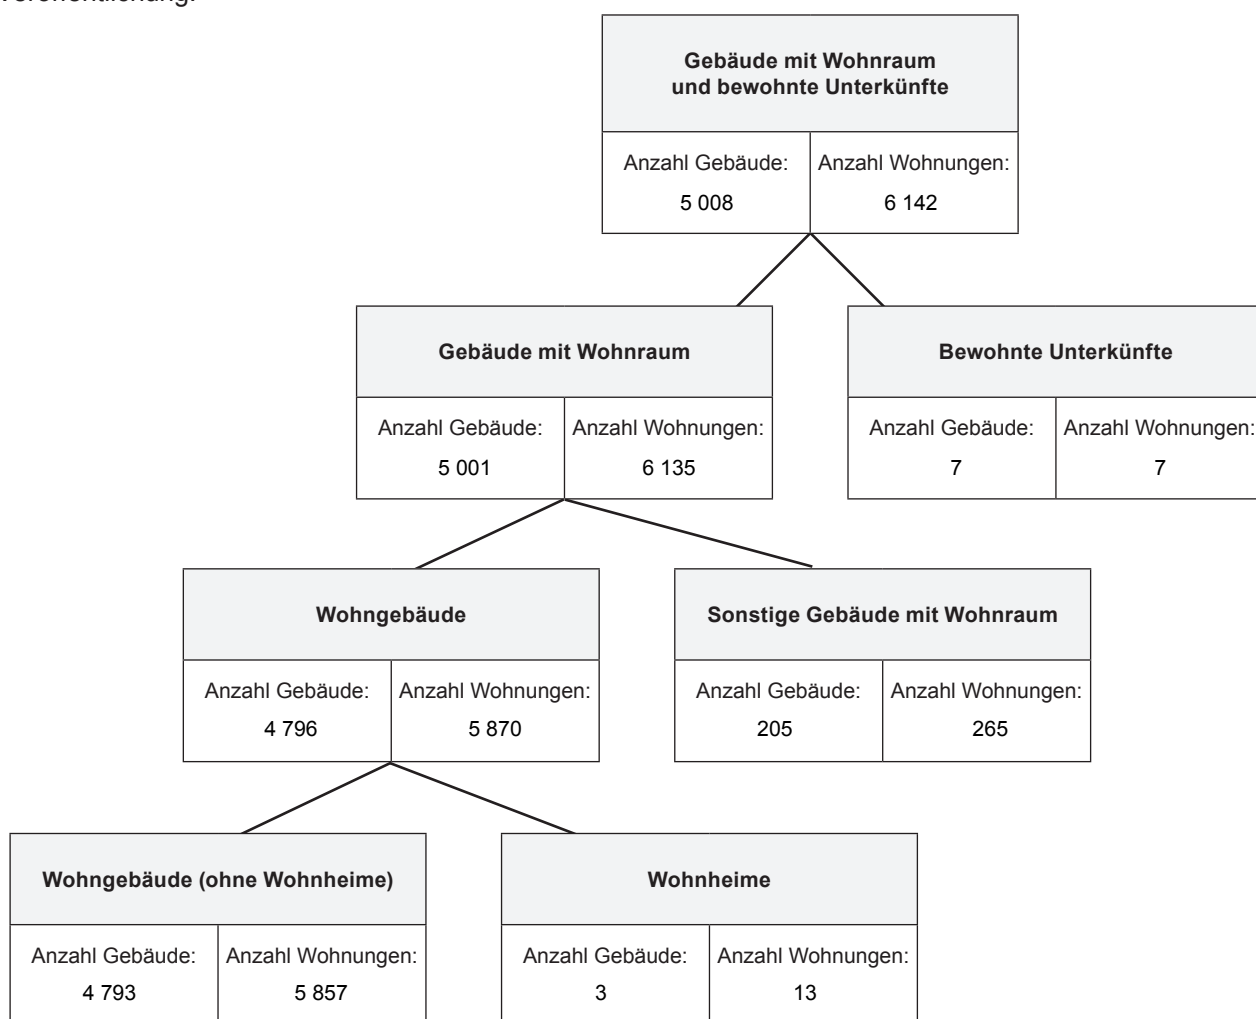 Veröffentlichung.
Gebäude mit Wohnraum
und bewohnte Unterkünfte
Anzahl Gebäude: Anzahl Wohnungen:
5 008 6 142
Gebäude mit Wohnraum Bewohnte Unterkünfte
Anzahl Gebäude: Anzahl Wohnungen: Anzahl Gebäude: Anzahl Wohnungen:
5 001 6 135 7 7
Wohngebäude Sonstige Gebäude mit Wohnraum
Anzahl Gebäude: Anzahl Wohnungen: Anzahl Gebäude: Anzahl Wohnungen:
4 796 5 870 205 265
Wohngebäude (ohne Wohnheime) Wohnheime
Anzahl Gebäude: Anzahl Wohnungen: Anzahl Gebäude: Anzahl Wohnungen:
4 793 5 857 3 13